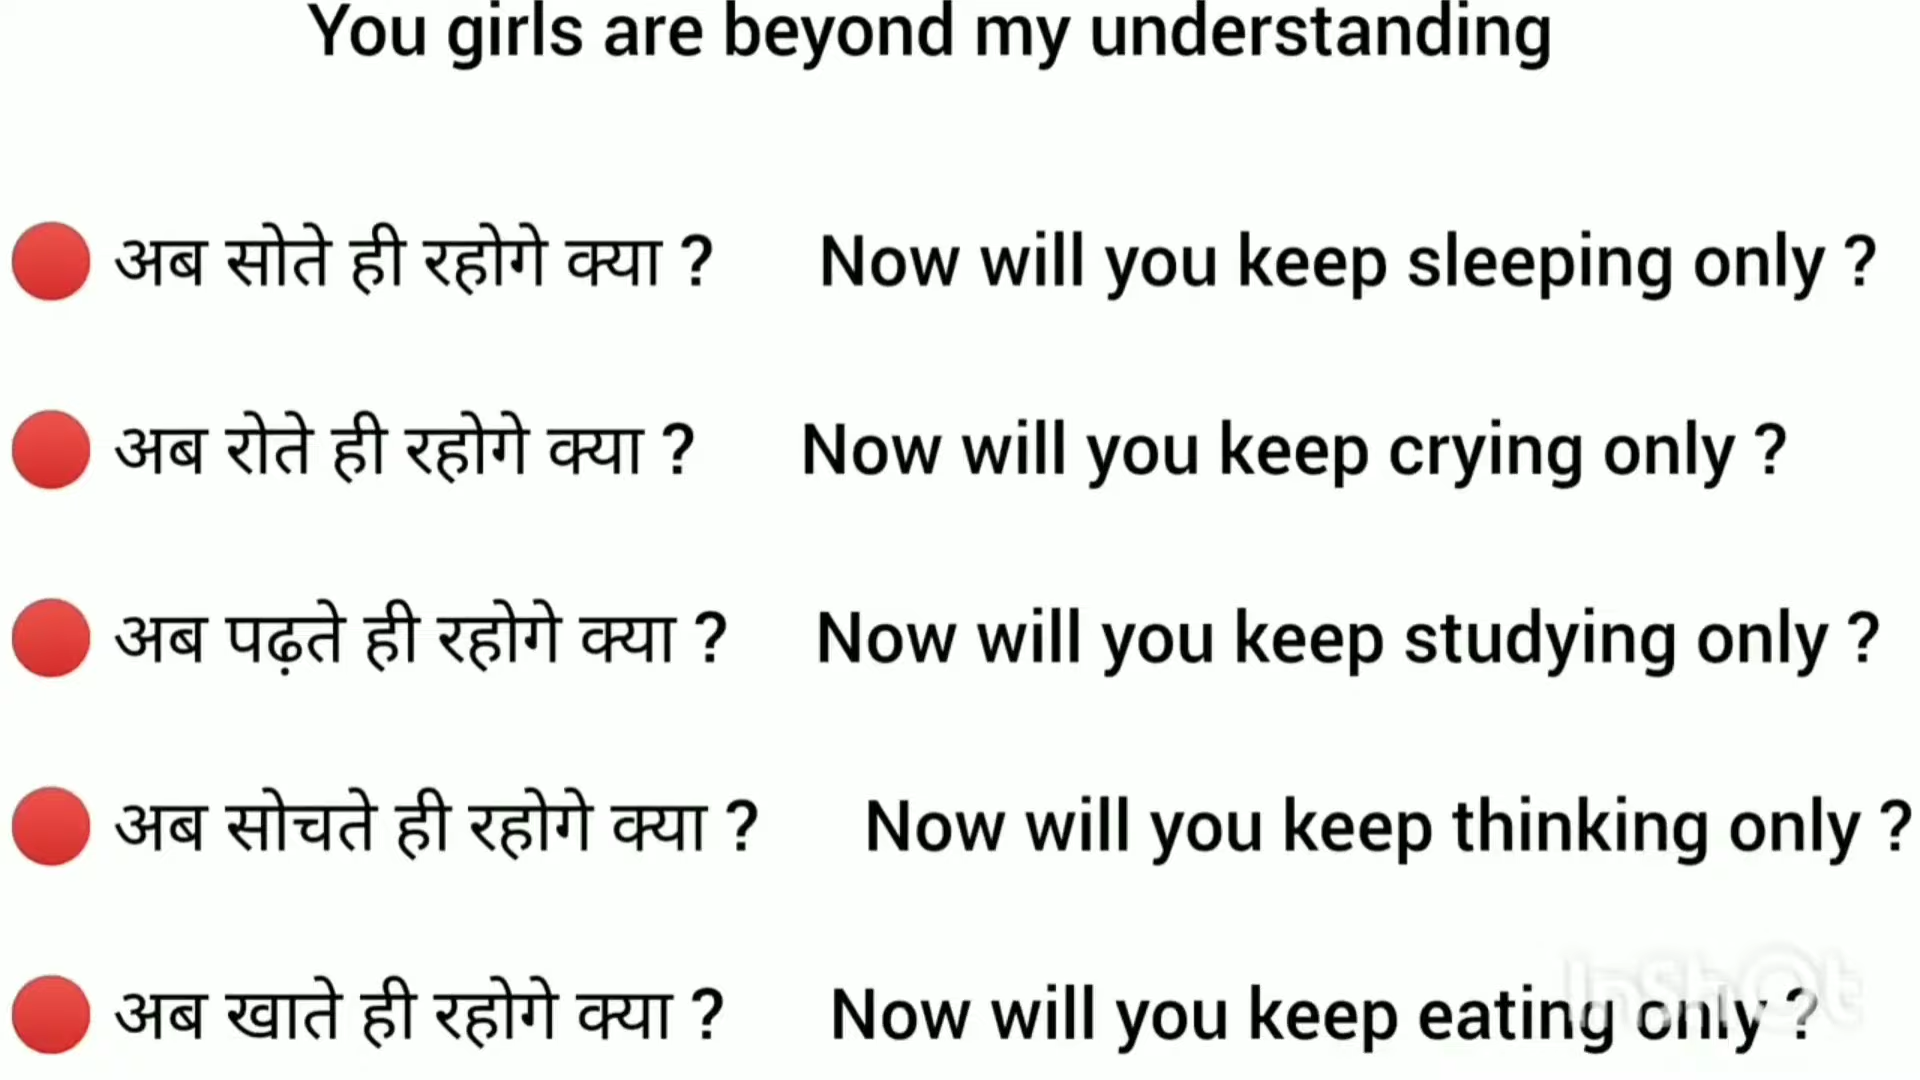 You girls are beyond my understanding
अब सोते ही रहोगे क्या ? Now will you keep sleeping only ?
अब रोते ही रहोगे क्या ? Now will you keep crying only ?
अब पढ़ते ही रहोगे क्या ? Now will you keep studying only ?
अब सोचते ही रहोगे क्या ? Now will you keep thinking only ?
अब खाते ही रहोगे क्या ? Now will you keep eating only ?
InShOt